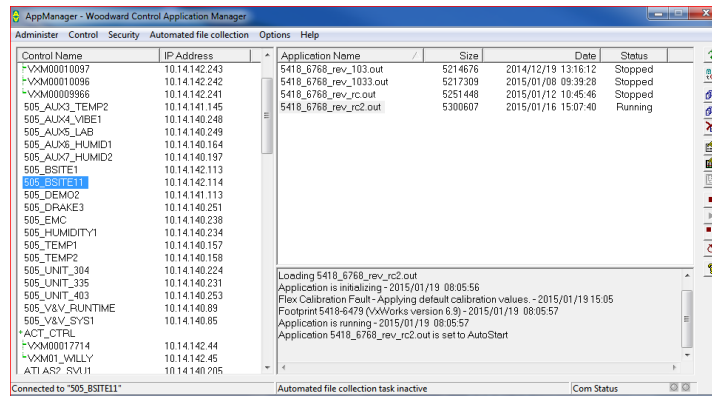 AppManager - Woodward Control Application Manager
Administer Control Security Automated file collection Options Help
Control Name IP Address
VXM00010097 10.14.142.243
VXM00010096 10.14.142.242
VXM00009966 10.14.142.241
505_AUX3_TEMP2 10.14.141.145
505_AUX4_VIBE1 10.14.140.248
505_AUX5_LAB 10.14.140.249
505_AUX6_HUMID1 10.14.140.164
505_AUX7_HUMID2 10.14.140.197
505_BSITE1 10.14.142.113
505_BSITE11 10.14.142.114
505_DEMO2 10.14.141.113
505_DRAKE3 10.14.140.251
505_EMC 10.14.140.238
505_HUMIDITY1 10.14.140.234
505_TEMP1 10.14.140.157
505_TEMP2 10.14.140.158
505_UNIT_304 10.14.140.224
505_UNIT_335 10.14.140.231
505_UNIT_403 10.14.140.253
505_V&V_RUNTIME 10.14.140.89
505_V&V_SYS1 10.14.140.85
ACT_CTRL
VXM00017714 10.14.142.44
VXM01_WILLY 10.14.142.45
ATLAS2_SVU1 10.14.140.205
Application Name Size Date Status
5418_6768_rev_103.out 5214676 2014/12/19 13:16:12 Stopped
5418_6768_rev_1033.out 5217309 2015/01/08 09:39:28 Stopped
5418_6768_rev_rc.out 5251448 2015/01/12 10:45:46 Stopped
5418_6768_rev_rc2.out 5300607 2015/01/16 15:07:40 Running
Loading 5418_6768_rev_rc2.out
Application is initializing - 2015/01/19 08:05:56
Flex Calibration Fault - Applying default calibration values. - 2015/01/19 15:05
Footprint 5418-6479 (VxWorks version 6.9) - 2015/01/19 08:05:57
Application is running - 2015/01/19 08:05:57
Application 5418_6768_rev_rc2.out is set to AutoStart
Connected to "505_BSITE11" Automated file collection task inactive Com Status